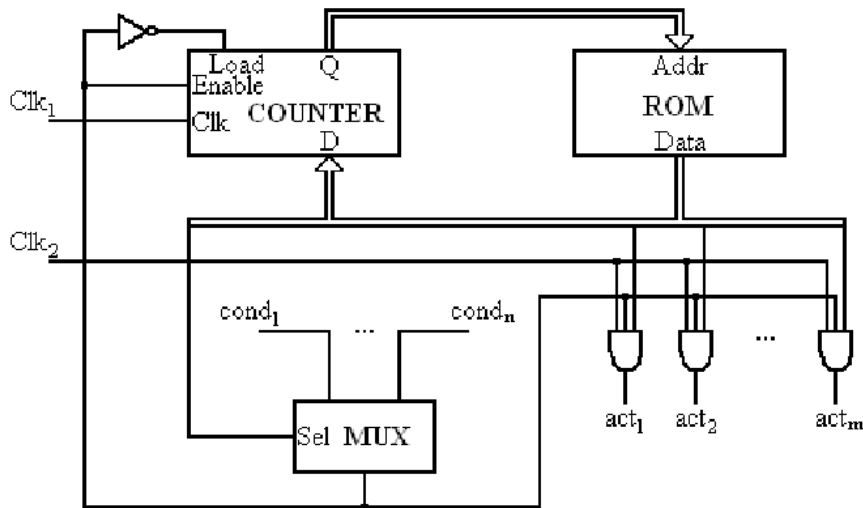 Load
Q
Addr
Enable
Clk₁
COUNTER
ROM
Clk
D
Data
Clk₂
cond₁
...
condₙ
...
Sel MUX
act₁
act₂
actₘ